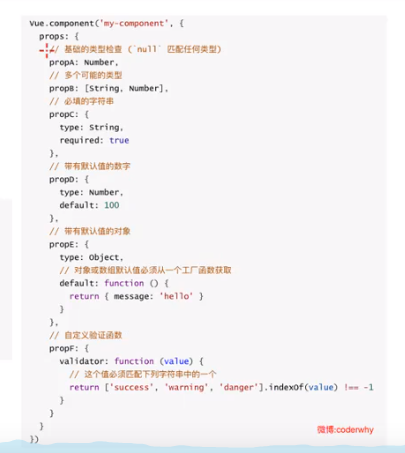 Vue.component('my-component', {
  props: {
    // 基础的类型检查 (`null` 匹配任何类型)
    propA: Number,
    // 多个可能的类型
    propB: [String, Number],
    // 必填的字符串
    propC: {
      type: String,
      required: true
    },
    // 带有默认值的数字
    propD: {
      type: Number,
      default: 100
    },
    // 带有默认值的对象
    propE: {
      type: Object,
      // 对象或数组默认值必须从一个工厂函数获取
      default: function () {
        return { message: 'hello' }
      }
    },
    // 自定义验证函数
    propF: {
      validator: function (value) {
        // 这个值必须匹配下列字符串中的一个
        return ['success', 'warning', 'danger'].indexOf(value) !== -1
      }
    }
  }
})
微博:coderwhy